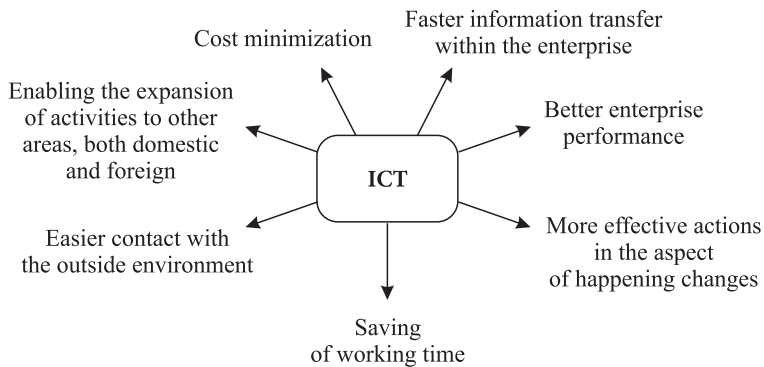 Cost minimization
Faster information transfer
within the enterprise
Enabling the expansion
of activities to other
areas, both domestic
and foreign
Better enterprise
performance
ICT
Easier contact with
the outside environment
More effective actions
in the aspect
of happening changes
Saving
of working time